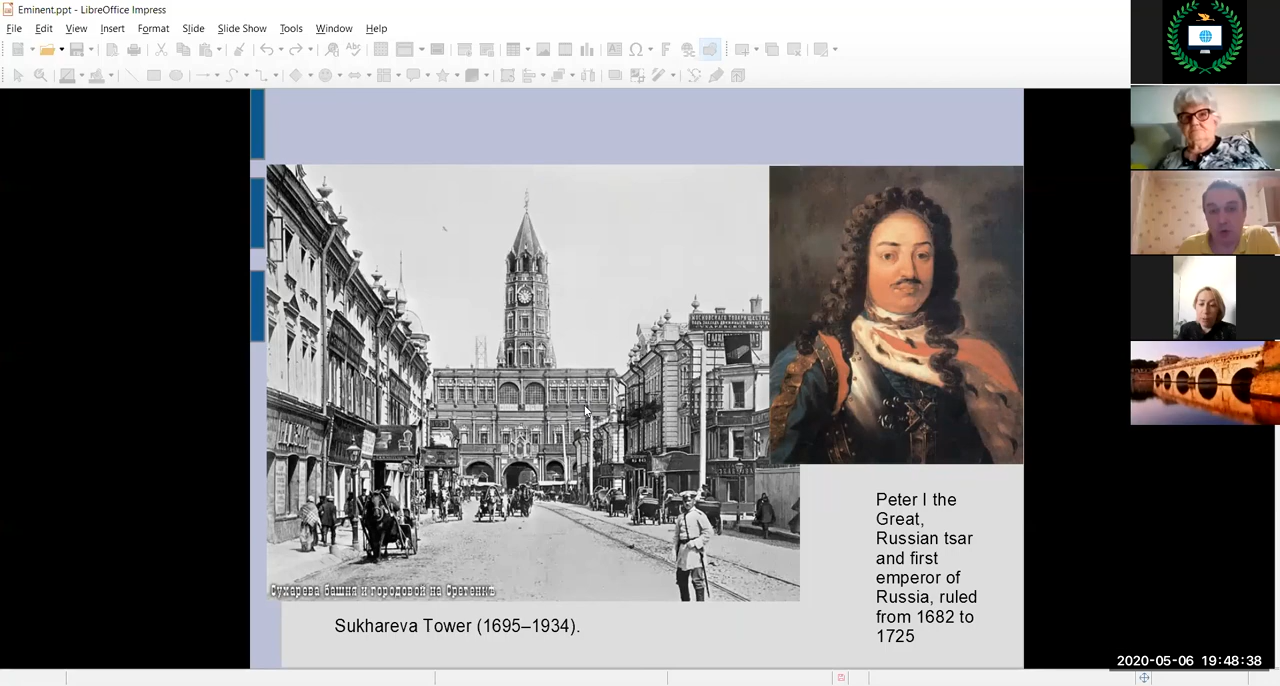 Eminent.ppt - LibreOffice Impress
File Edit View Insert Format Slide Slide Show Tools Window Help
Сухарева башня и городовой на Сретенкѣ
Sukhareva Tower (1695–1934).
Peter I the
Great,
Russian tsar
and first
emperor of
Russia, ruled
from 1682 to
1725
2020-05-06 19:48:38